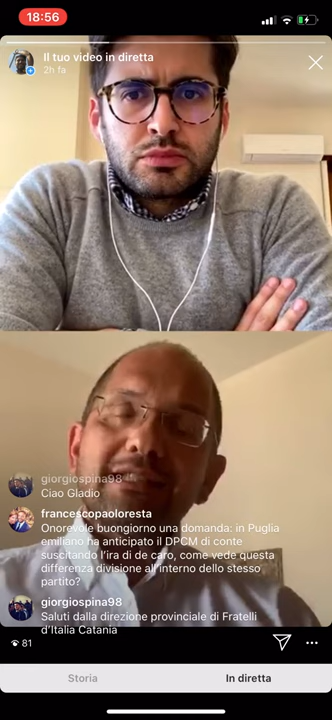 18:56
Il tuo video in diretta
2h fa
giorgiospina98
Ciao Gladio
francescopaoloresta
Onorevole buongiorno una domanda: in Puglia
emiliano ha anticipato il DPCM di conte
suscitando l'ira di de caro, come vede questa
differenza divisione all'interno dello stesso
partito?
giorgiospina98
Saluti dalla direzione provinciale di Fratelli
d'Italia Catania
81
Storia
In diretta